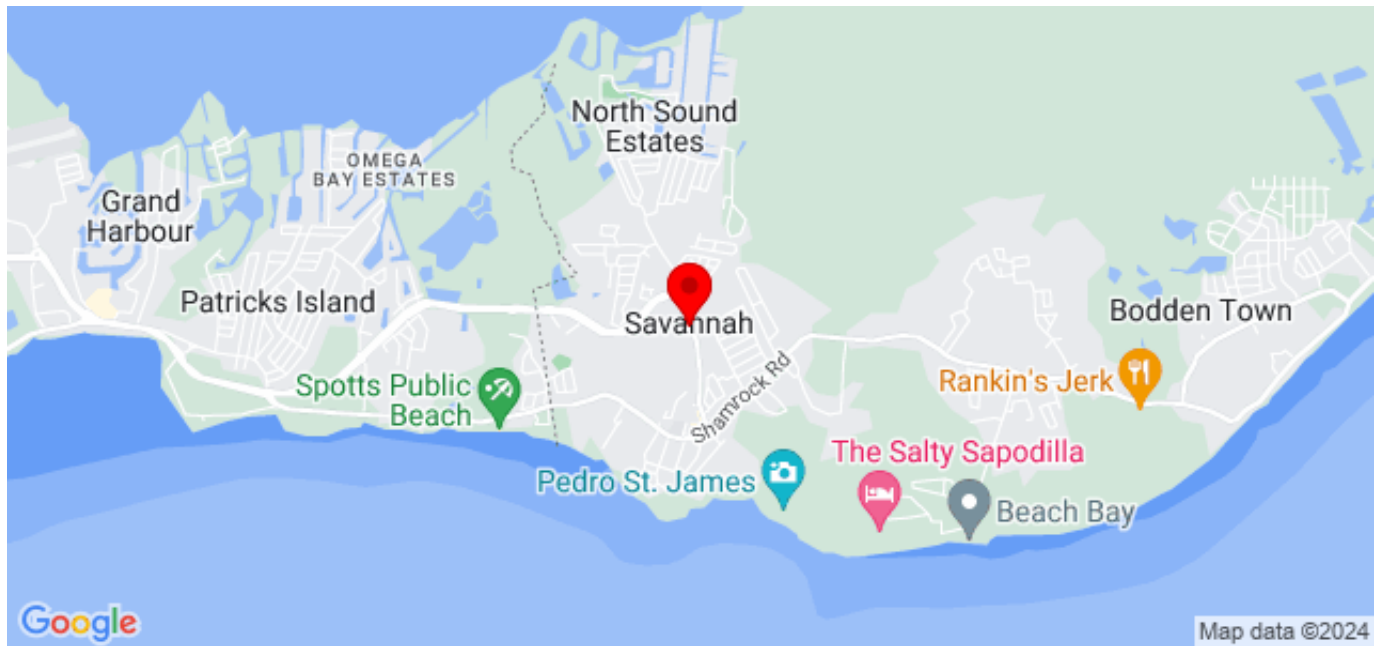 North Sound
Estates
OMEGA
BAY ESTATES
Grand
Harbour
Patricks Island
Savannah
Bodden Town
Spotts Public
Beach
Shamrock Rd
Rankin's Jerk
The Salty Sapodilla
Pedro St. James
Beach Bay
Google
Map data ©2024